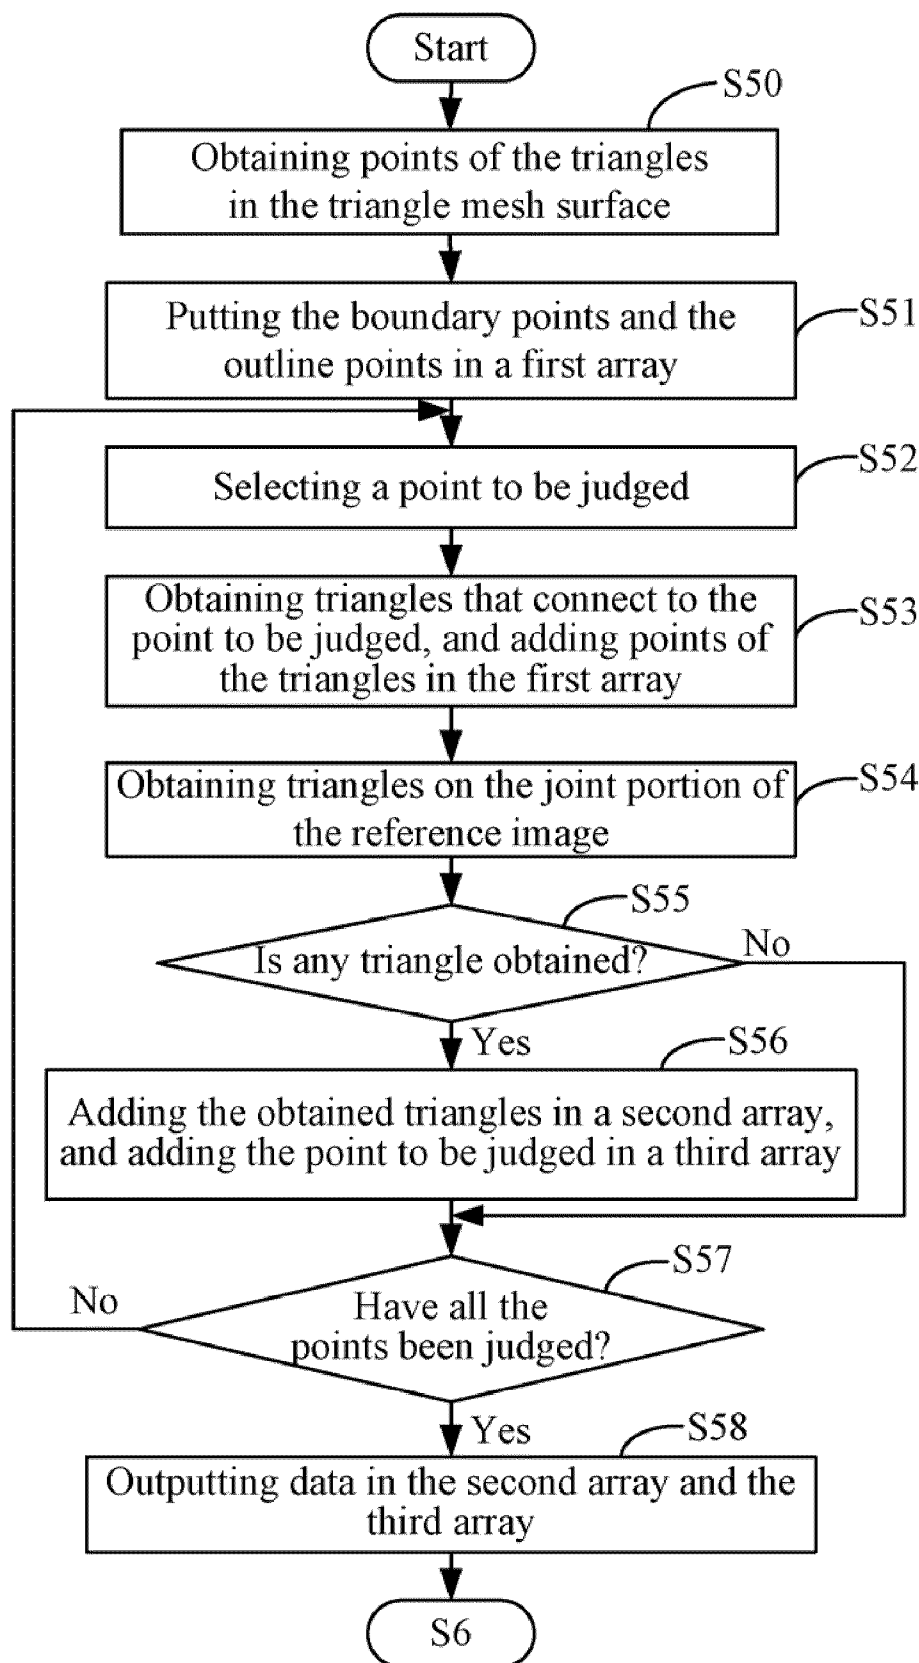 Start
S50
Obtaining points of the triangles
in the triangle mesh surface
S51
Putting the boundary points and the
outline points in a first array
S52
Selecting a point to be judged
S53
Obtaining triangles that connect to the
point to be judged, and adding points of
the triangles in the first array
S54
Obtaining triangles on the joint portion of
the reference image
S55
Is any triangle obtained?
No
Yes
S56
Adding the obtained triangles in a second array,
and adding the point to be judged in a third array
S57
No
Have all the
points been judged?
Yes
S58
Outputting data in the second array and the
third array
S6